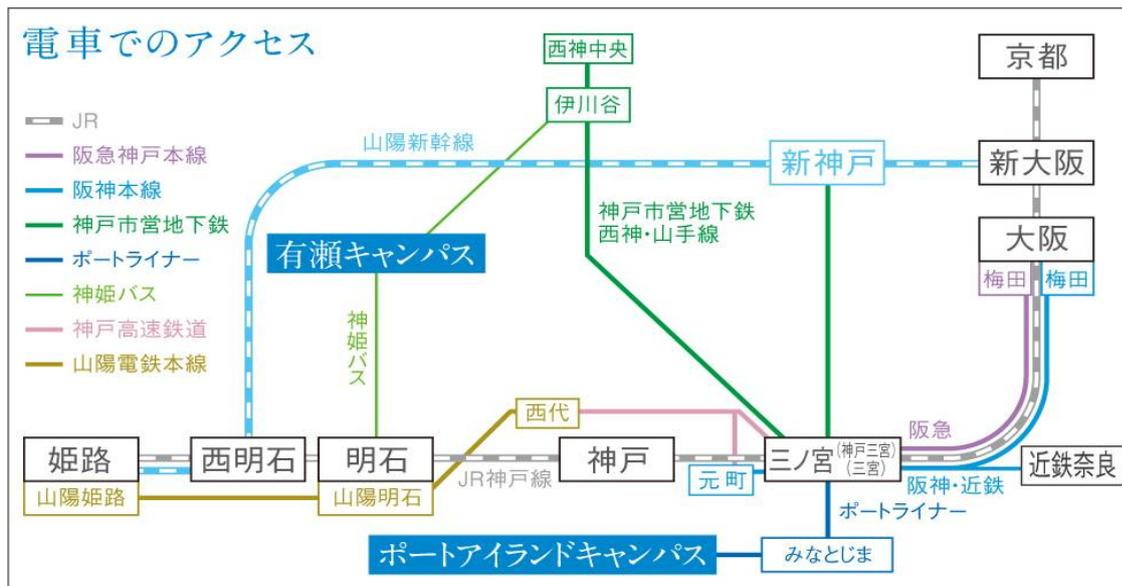 電車でのアクセス
JR
阪急神戸本線
阪神本線
神戸市営地下鉄
ポートライナー
神姫バス
神戸高速鉄道
山陽電鉄本線
西神中央
伊川谷
京都
山陽新幹線
新神戸
新大阪
神戸市営地下鉄
西神・山手線
有瀬キャンパス
大阪
梅田
梅田
神姫バス
西代
姫路
山陽姫路
西明石
明石
山陽明石
JR神戸線
神戸
元町
三ノ宮
(神戸三宮)
(三宮)
阪急
阪神・近鉄
近鉄奈良
ポートライナー
ポートアイランドキャンパス
みなとじま